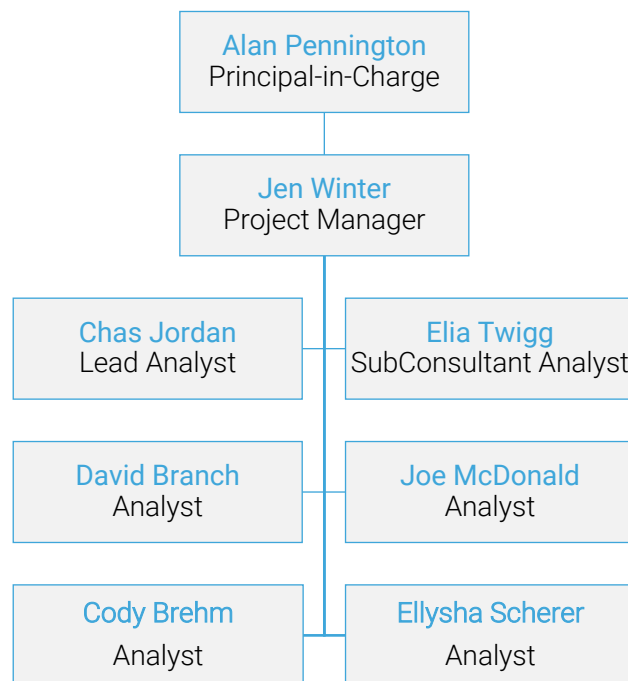 Alan Pennington
Principal-in-Charge
Jen Winter
Project Manager
Chas Jordan
Lead Analyst
Elia Twigg
SubConsultant Analyst
David Branch
Analyst
Joe McDonald
Analyst
Cody Brehm
Analyst
Ellysha Scherer
Analyst